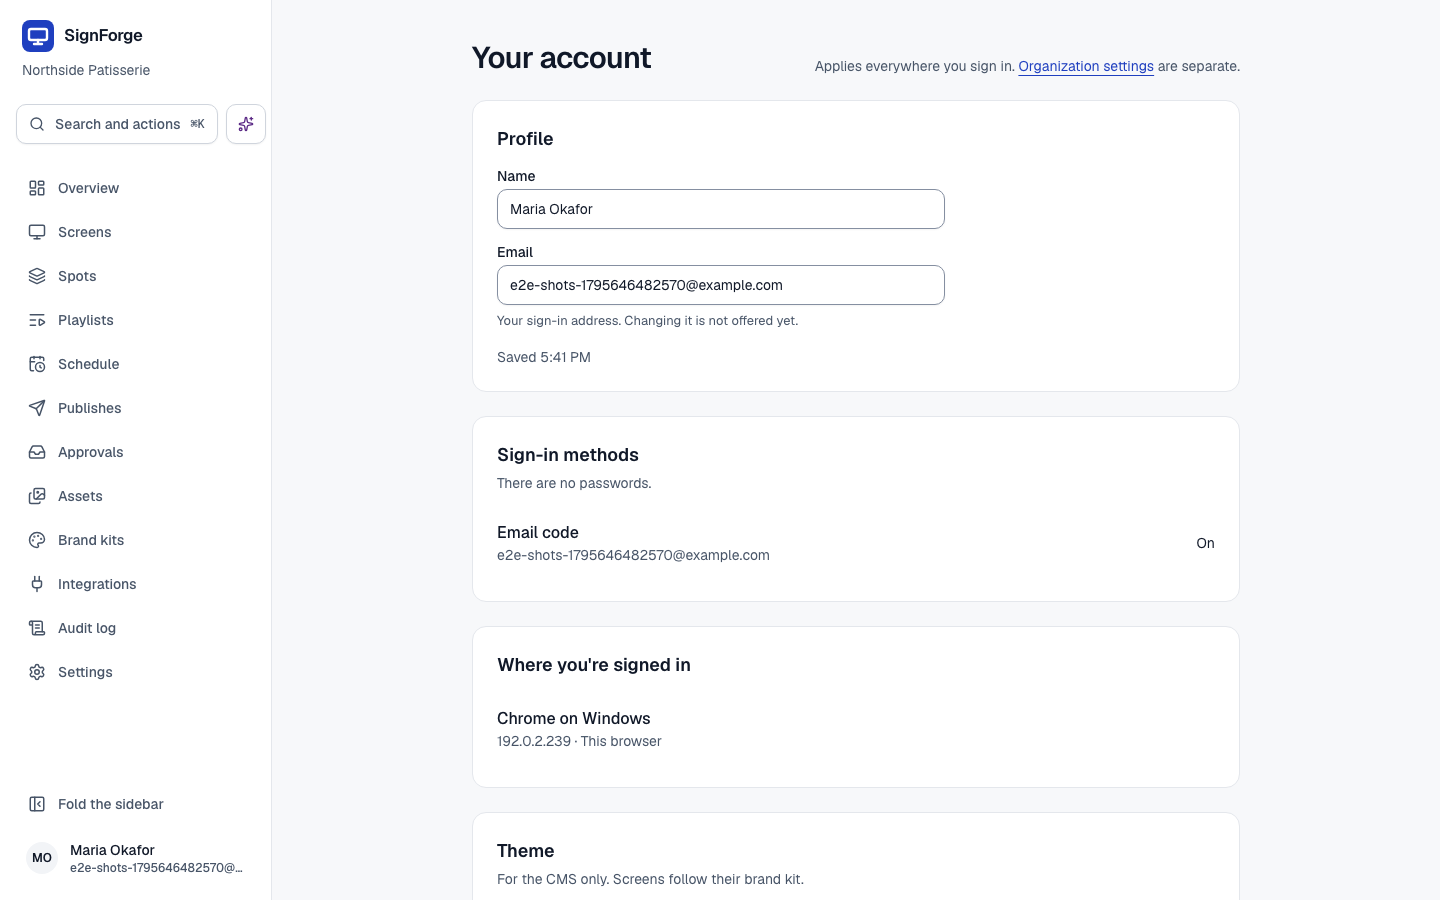 SignForge
Northside Patisserie
Search and actions ⌘K
Overview
Screens
Spots
Playlists
Schedule
Publishes
Approvals
Assets
Brand kits
Integrations
Audit log
Settings
Fold the sidebar
MO
Maria Okafor
e2e-shots-1795646482570@...
Your account
Applies everywhere you sign in. Organization settings are separate.
Profile
Name
Maria Okafor
Email
e2e-shots-1795646482570@example.com
Your sign-in address. Changing it is not offered yet.
Saved 5:41 PM
Sign-in methods
There are no passwords.
Email code
e2e-shots-1795646482570@example.com
On
Where you're signed in
Chrome on Windows
192.0.2.239 · This browser
Theme
For the CMS only. Screens follow their brand kit.